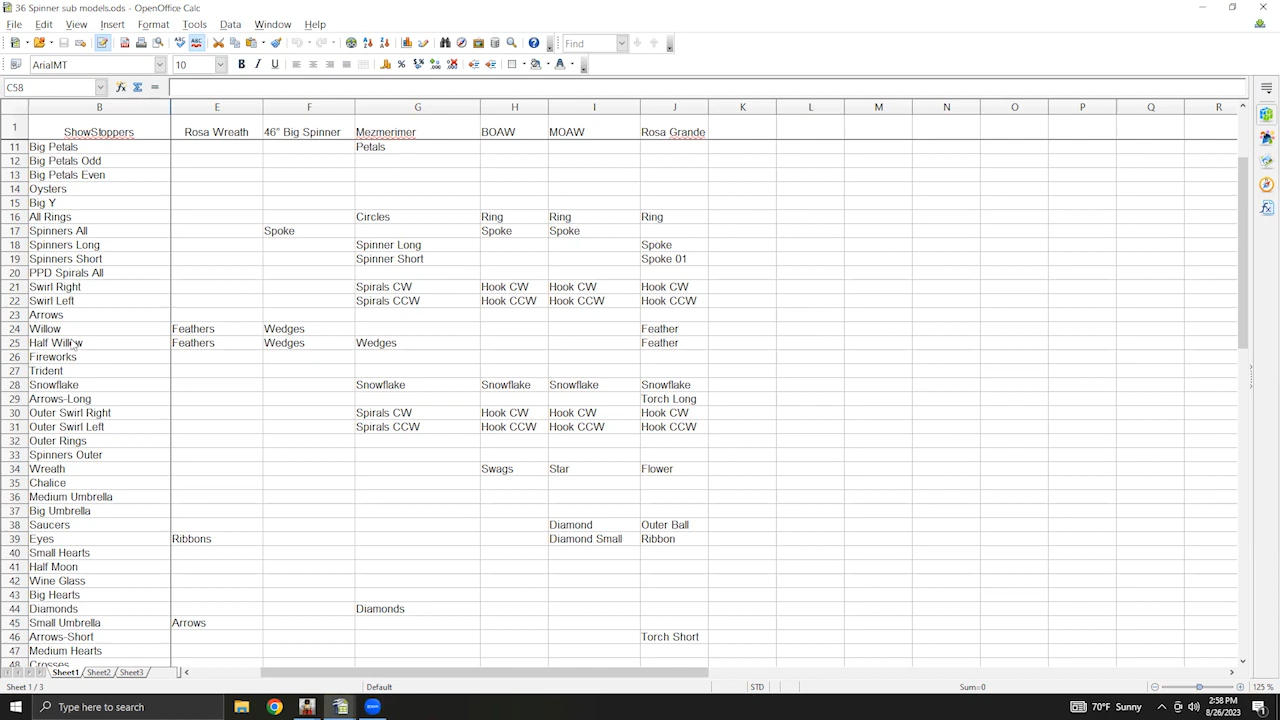 36 Spinner sub models.ods - OpenOffice Calc
File Edit View Insert Format Tools Data Window Help
Find
ArialMT 10
C58
B E F G H I J K L M N O P Q R
1 ShowStoppers Rosa Wreath 46" Big Spinner Mezmerimer BOAW MOAW Rosa Grande
11 Big Petals Petals
12 Big Petals Odd
13 Big Petals Even
14 Oysters
15 Big Y
16 All Rings Circles Ring Ring Ring
17 Spinners All Spoke Spoke Spoke
18 Spinners Long Spinner Long Spoke
19 Spinners Short Spinner Short Spoke 01
20 PPD Spirals All
21 Swirl Right Spirals CW Hook CW Hook CW Hook CW
22 Swirl Left Spirals CCW Hook CCW Hook CCW Hook CCW
23 Arrows
24 Willow Feathers Wedges Feather
25 Half Willow Feathers Wedges Wedges Feather
26 Fireworks
27 Trident
28 Snowflake Snowflake Snowflake Snowflake Snowflake
29 Arrows-Long Torch Long
30 Outer Swirl Right Spirals CW Hook CW Hook CW Hook CW
31 Outer Swirl Left Spirals CCW Hook CCW Hook CCW Hook CCW
32 Outer Rings
33 Spinners Outer
34 Wreath Swags Star Flower
35 Chalice
36 Medium Umbrella
37 Big Umbrella
38 Saucers Diamond Outer Ball
39 Eyes Ribbons Diamond Small Ribbon
40 Small Hearts
41 Half Moon
42 Wine Glass
43 Big Hearts
44 Diamonds Diamonds
45 Small Umbrella Arrows
46 Arrows-Short Torch Short
47 Medium Hearts
48 Crosses
Sheet1 Sheet2 Sheet3
Sheet 1 / 3 Default STD Sum=0 125 %
Type here to search 70°F Sunny 2:58 PM
8/26/2023